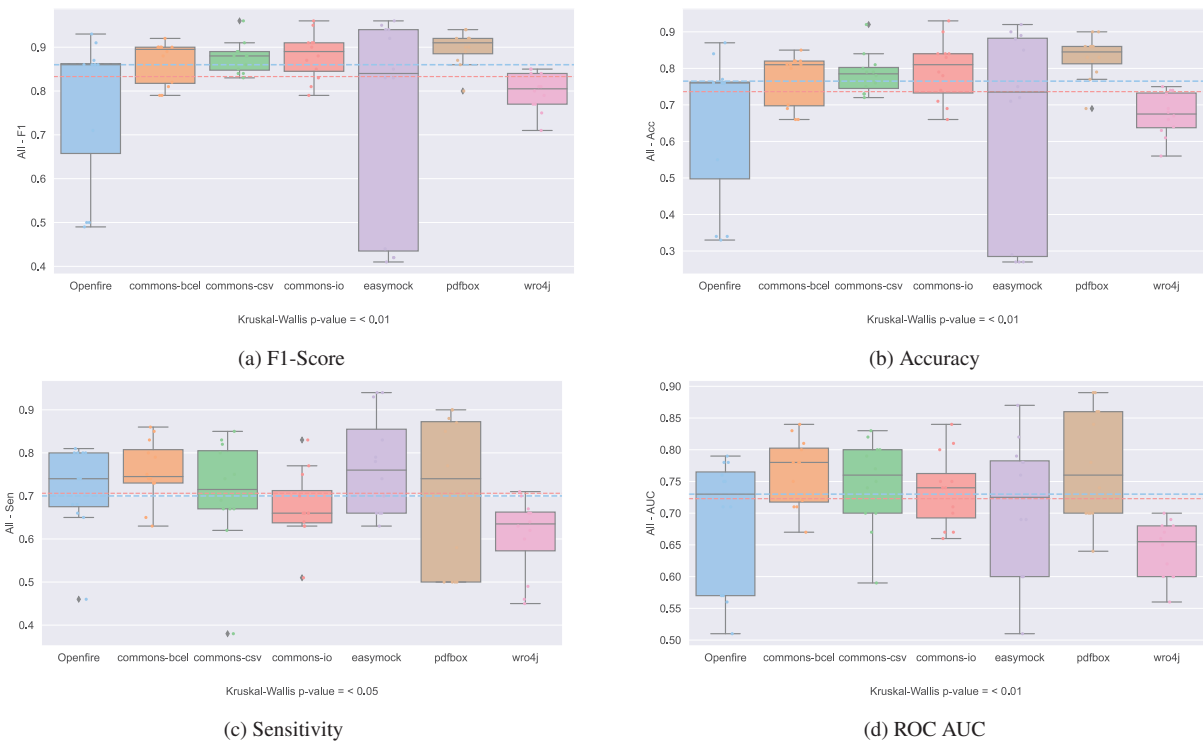 All - F1
0.9
0.8
0.7
0.6
0.5
0.4
Openfire commons-bcel commons-csv commons-io easymock pdfbox wro4j
Kruskal-Wallis p-value = < 0.01
(a) F1-Score
All - Acc
0.9
0.8
0.7
0.6
0.5
0.4
0.3
Openfire commons-bcel commons-csv commons-io easymock pdfbox wro4j
Kruskal-Wallis p-value = < 0.01
(b) Accuracy
All - Sen
0.9
0.8
0.7
0.6
0.5
0.4
Openfire commons-bcel commons-csv commons-io easymock pdfbox wro4j
Kruskal-Wallis p-value = < 0.05
(c) Sensitivity
All - AUC
0.90
0.85
0.80
0.75
0.70
0.65
0.60
0.55
0.50
Openfire commons-bcel commons-csv commons-io easymock pdfbox wro4j
Kruskal-Wallis p-value = < 0.01
(d) ROC AUC